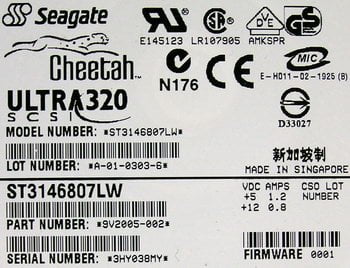 Seagate
Cheetah
ULTRA320
SCSI
E145123 LR107905 AMKSPR
N176
MIC
E-HD11-02-1925 (B)
D33027
MODEL NUMBER: *ST3146807LW*
LOT NUMBER: *A-01-0303-6*
新加坡制
MADE IN SINGAPORE
ST3146807LW
VDC AMPS CSO LOT
+5 1.2 NUMBER
+12 0.8
PART NUMBER: *9V2005-002*
SERIAL NUMBER: *3HY038MY*
FIRMWARE 0001